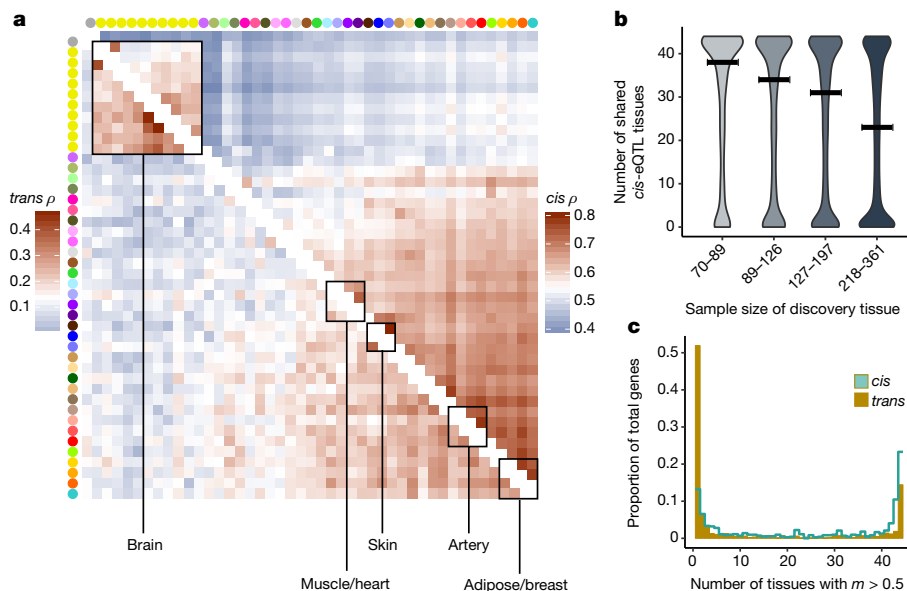 a
trans ρ
0.4
0.3
0.2
0.1
cis ρ
0.8
0.7
0.6
0.5
0.4
Brain
Muscle/heart
Skin
Artery
Adipose/breast
b
Number of shared
cis-eQTL tissues
40
30
20
10
0
70–89
89–126
127–197
218–361
Sample size of discovery tissue
c
Proportion of total genes
0.5
0.4
0.3
0.2
0.1
0
cis
trans
0
10
20
30
40
Number of tissues with m > 0.5